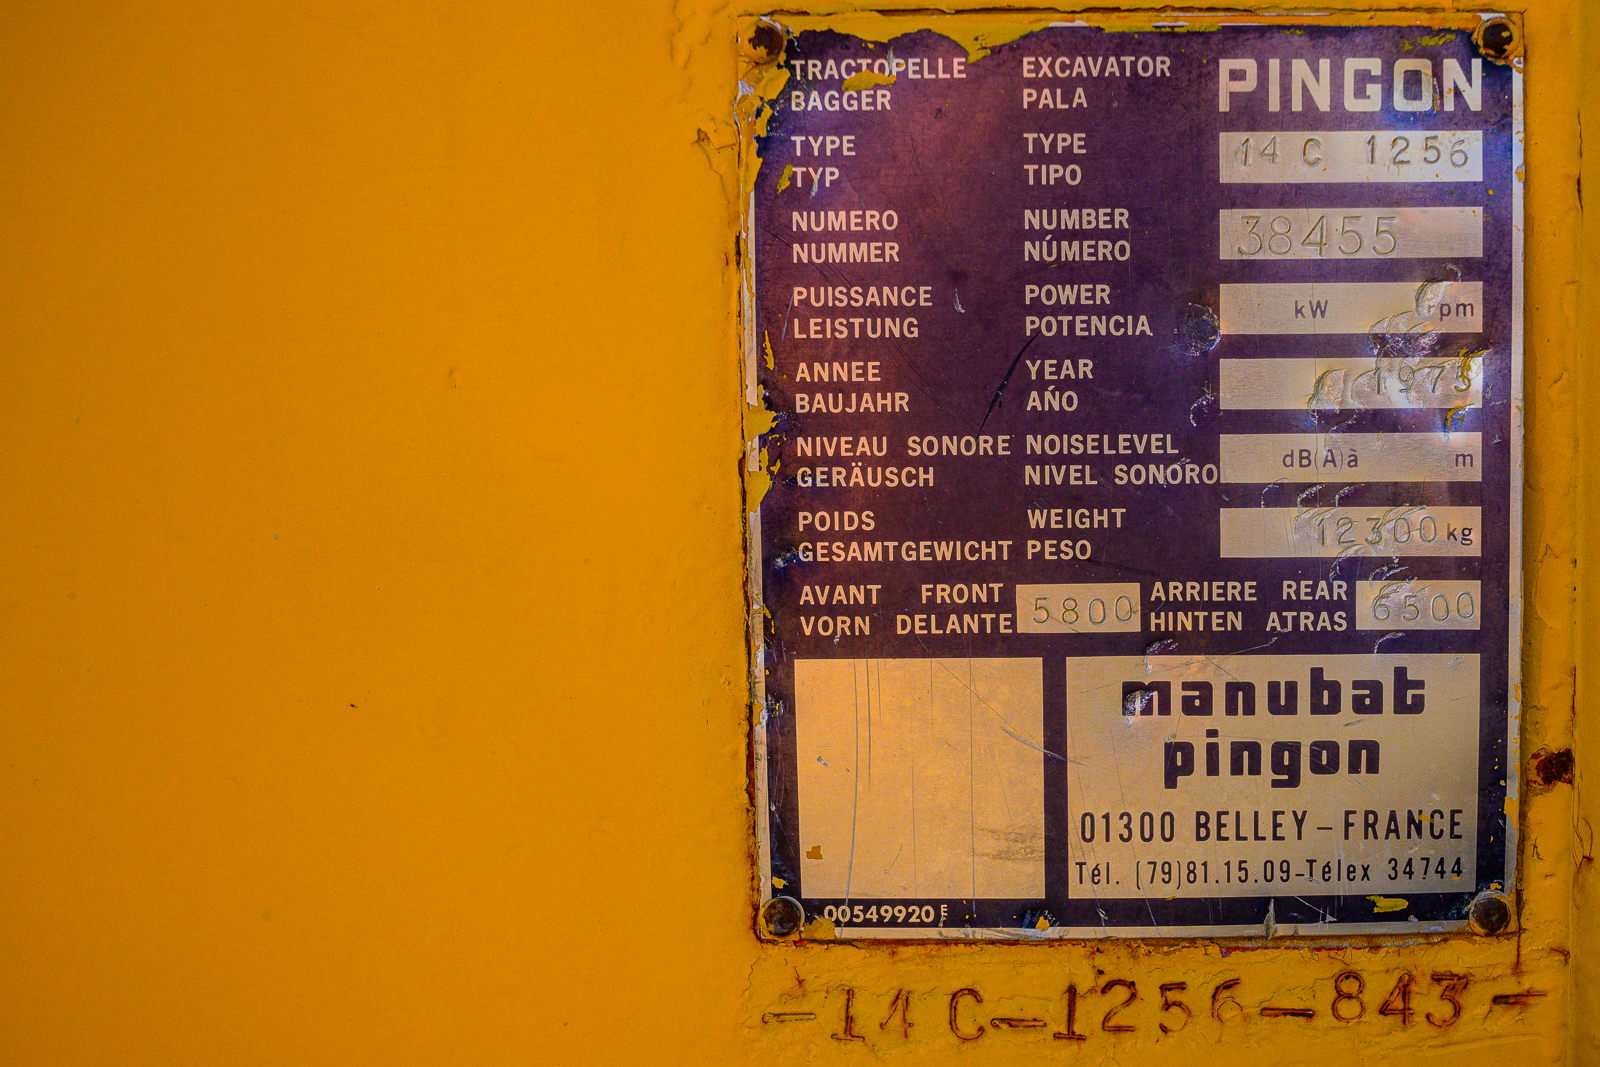 TRACTOPELLE EXCAVATOR PINGON
BAGGER PALA
TYPE TYPE 14 C 1256
TYP TIPO
NUMERO NUMBER 38455
NUMMER NÚMERO
PUISSANCE POWER kW rpm
LEISTUNG POTENCIA
ANNEE YEAR 1975
BAUJAHR AÑO
NIVEAU SONORE NOISELEVEL dB(A)à m
GERÄUSCH NIVEL SONORO
POIDS WEIGHT 12300 kg
GESAMTGEWICHT PESO
AVANT FRONT 5800 ARRIERE REAR 6500
VORN DELANTE HINTEN ATRAS
manubat
pingon
01300 BELLEY – FRANCE
Tél. (79)81.15.09-Télex 34744
00549920
-14 C-1256-843-